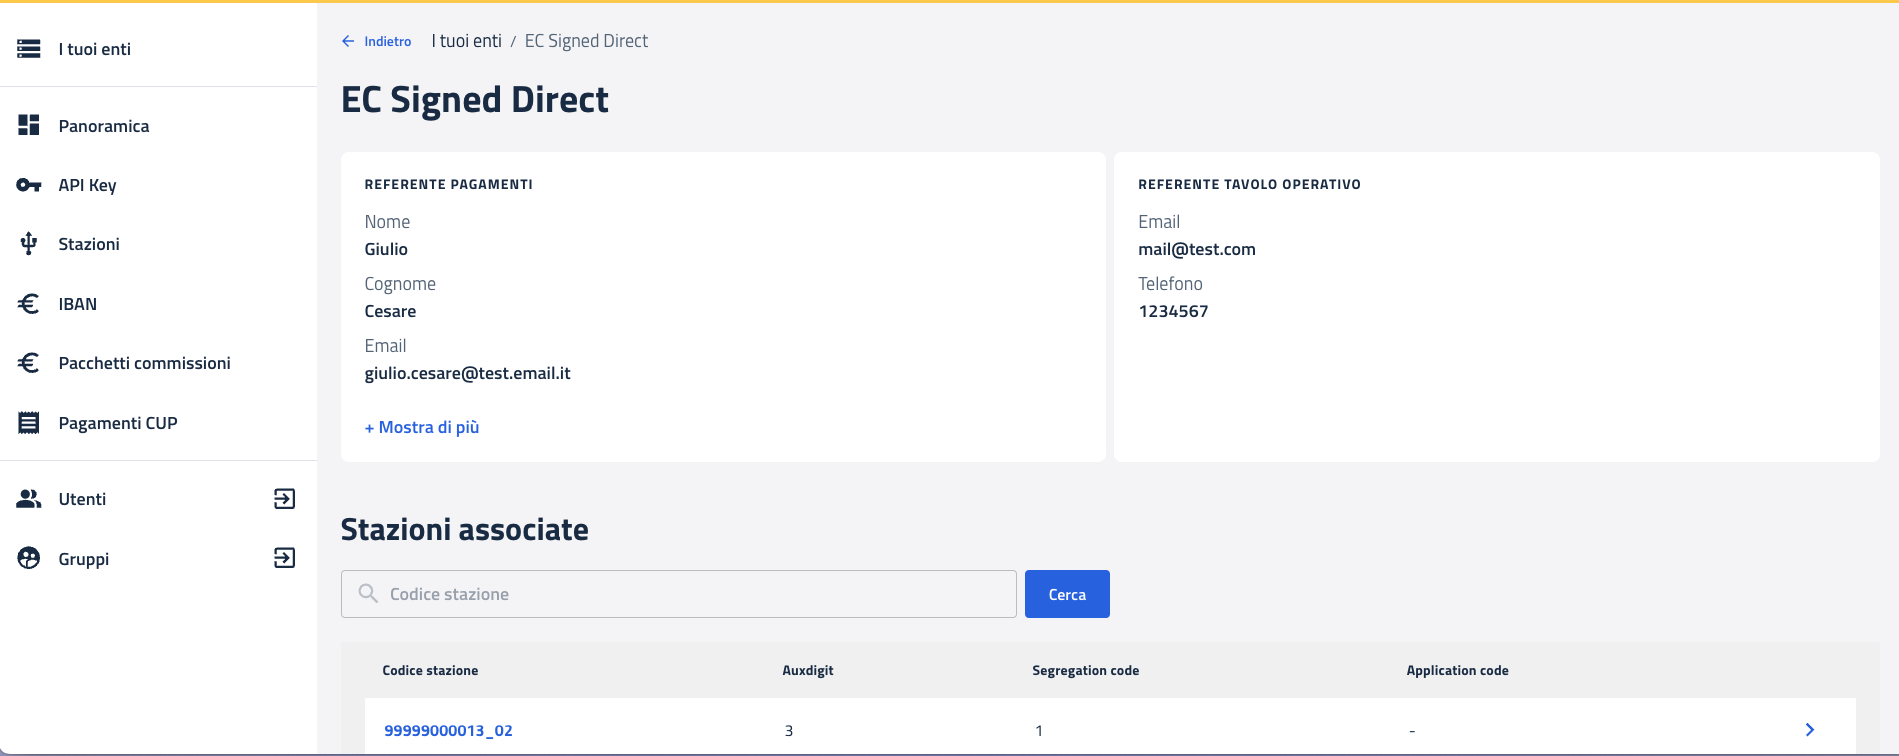 I tuoi enti
Panoramica
API Key
Stazioni
IBAN
Pacchetti commissioni
Pagamenti CUP
Utenti
Gruppi
Indietro I tuoi enti / EC Signed Direct
EC Signed Direct
REFERENTE PAGAMENTI
Nome
Giulio
Cognome
Cesare
Email
giulio.cesare@test.email.it
+ Mostra di più
REFERENTE TAVOLO OPERATIVO
Email
mail@test.com
Telefono
1234567
Stazioni associate
Codice stazione
Cerca
Codice stazione Auxdigit Segregation code Application code
99999000013_02 3 1 -